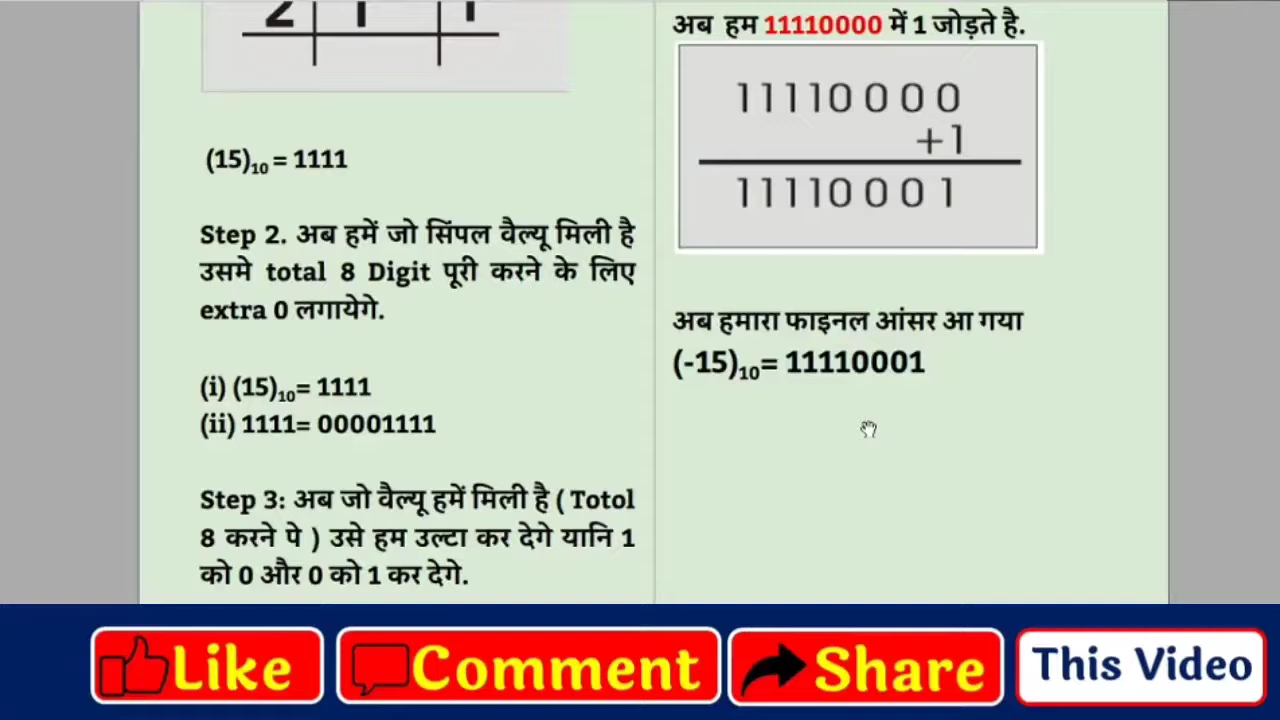 2 1 1
(15)10 = 1111
Step 2. अब हमें जो सिंपल वैल्यू मिली है
उसमे total 8 Digit पूरी करने के लिए
extra 0 लगायेगे.
(i) (15)10= 1111
(ii) 1111= 00001111
Step 3: अब जो वैल्यू हमें मिली है ( Totol
8 करने पे ) उसे हम उल्टा कर देगे यानि 1
को 0 और 0 को 1 कर देगे.
अब हम 11110000 में 1 जोड़ते है.
11110000
+1
11110001
अब हमारा फाइनल आंसर आ गया
(-15)10= 11110001
Like Comment Share This Video